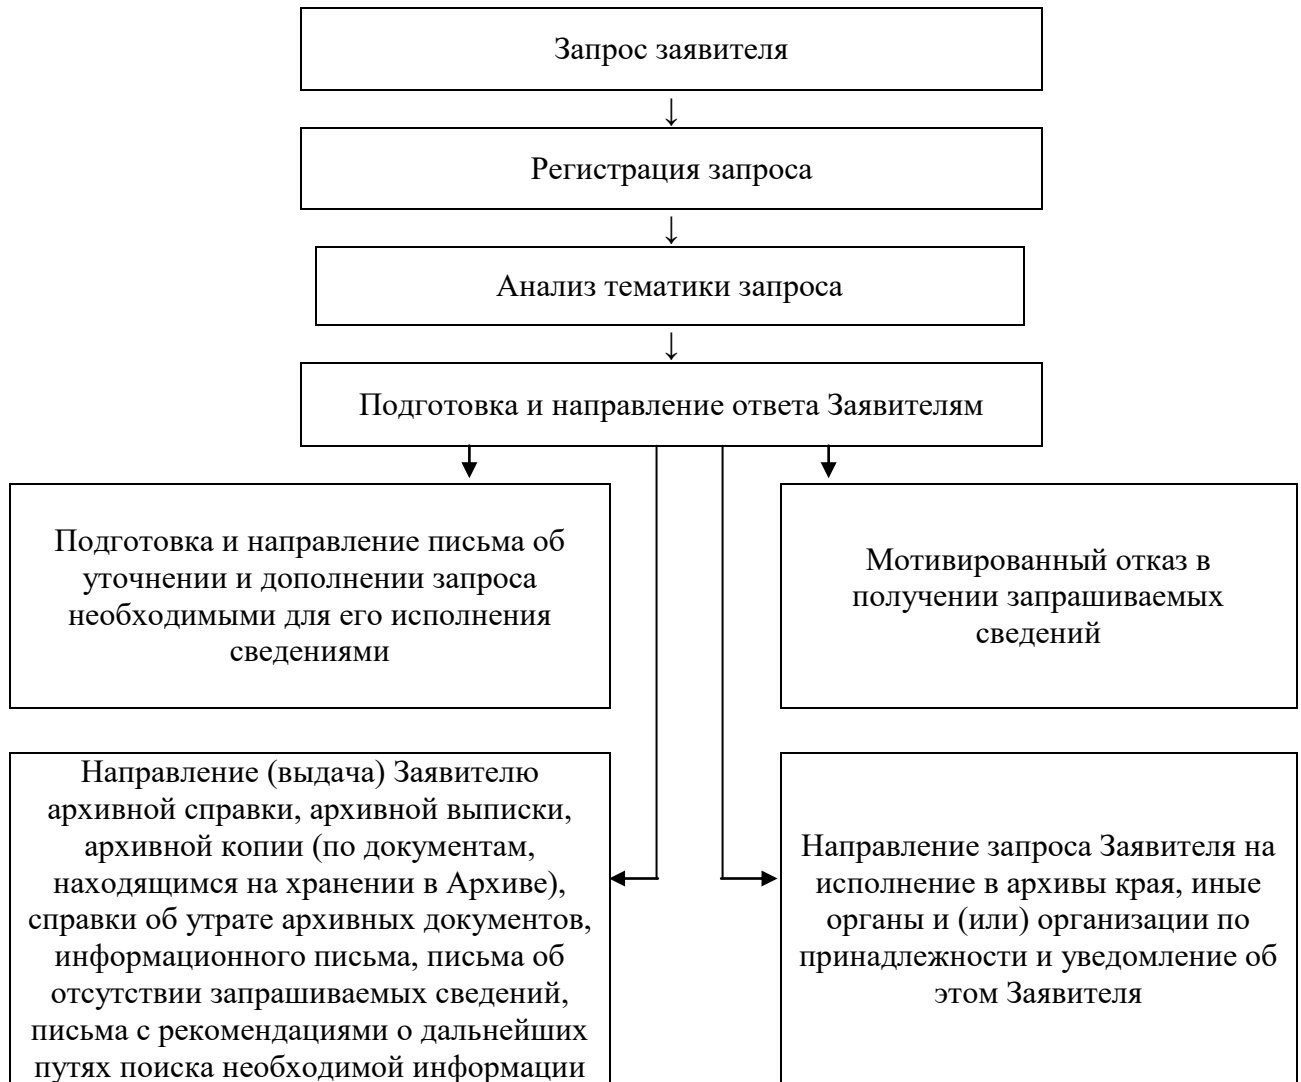 Запрос заявителя
↓
Регистрация запроса
↓
Анализ тематики запроса
↓
Подготовка и направление ответа Заявителям
Подготовка и направление письма об
уточнении и дополнении запроса
необходимыми для его исполнения
сведениями
Мотивированный отказ в
получении запрашиваемых
сведений
Направление (выдача) Заявителю
архивной справки, архивной выписки,
архивной копии (по документам,
находящимся на хранении в Архиве),
справки об утрате архивных документов,
информационного письма, письма об
отсутствии запрашиваемых сведений,
письма с рекомендациями о дальнейших
путях поиска необходимой информации
Направление запроса Заявителя на
исполнение в архивы края, иные
органы и (или) организации по
принадлежности и уведомление об
этом Заявителя